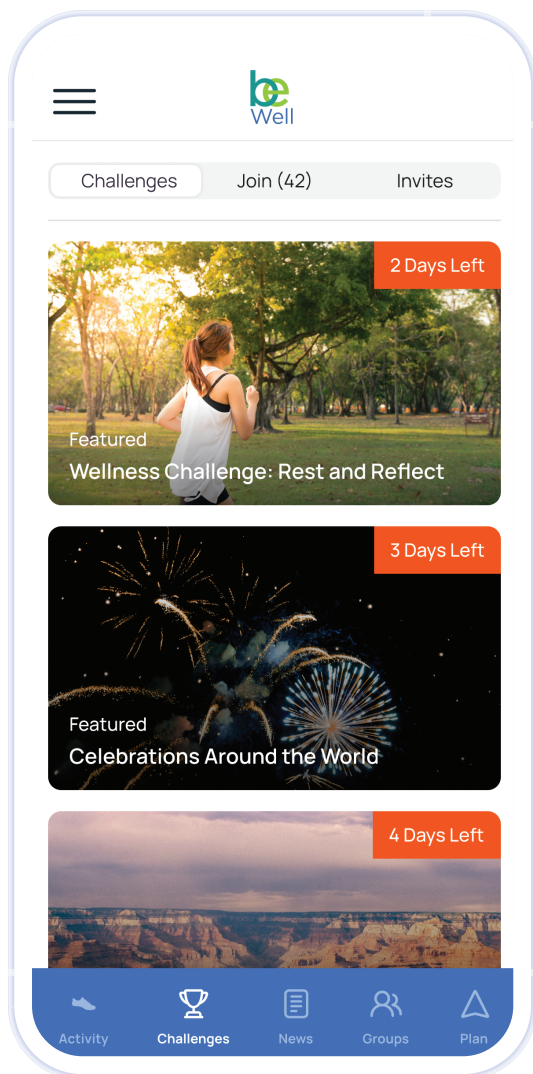 be
Well
Challenges
Join (42)
Invites
2 Days Left
Featured
Wellness Challenge: Rest and Reflect
3 Days Left
Featured
Celebrations Around the World
4 Days Left
Activity
Challenges
News
Groups
Plan